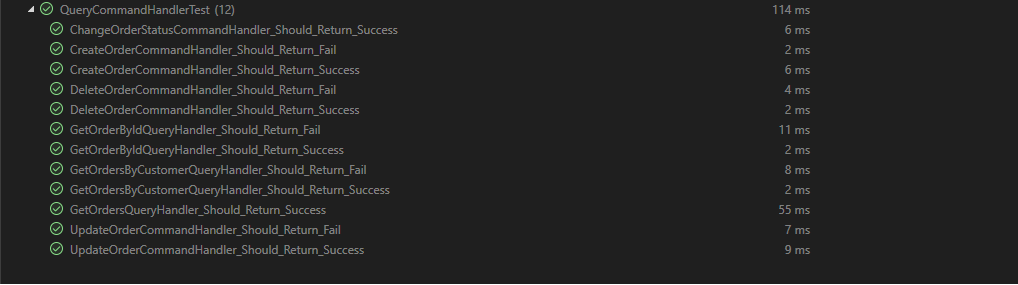 QueryCommandHandlerTest (12) 114 ms
ChangeOrderStatusCommandHandler_Should_Return_Success 6 ms
CreateOrderCommandHandler_Should_Return_Fail 2 ms
CreateOrderCommandHandler_Should_Return_Success 6 ms
DeleteOrderCommandHandler_Should_Return_Fail 4 ms
DeleteOrderCommandHandler_Should_Return_Success 2 ms
GetOrderByIdQueryHandler_Should_Return_Fail 11 ms
GetOrderByIdQueryHandler_Should_Return_Success 2 ms
GetOrdersByCustomerQueryHandler_Should_Return_Fail 8 ms
GetOrdersByCustomerQueryHandler_Should_Return_Success 2 ms
GetOrdersQueryHandler_Should_Return_Success 55 ms
UpdateOrderCommandHandler_Should_Return_Fail 7 ms
UpdateOrderCommandHandler_Should_Return_Success 9 ms